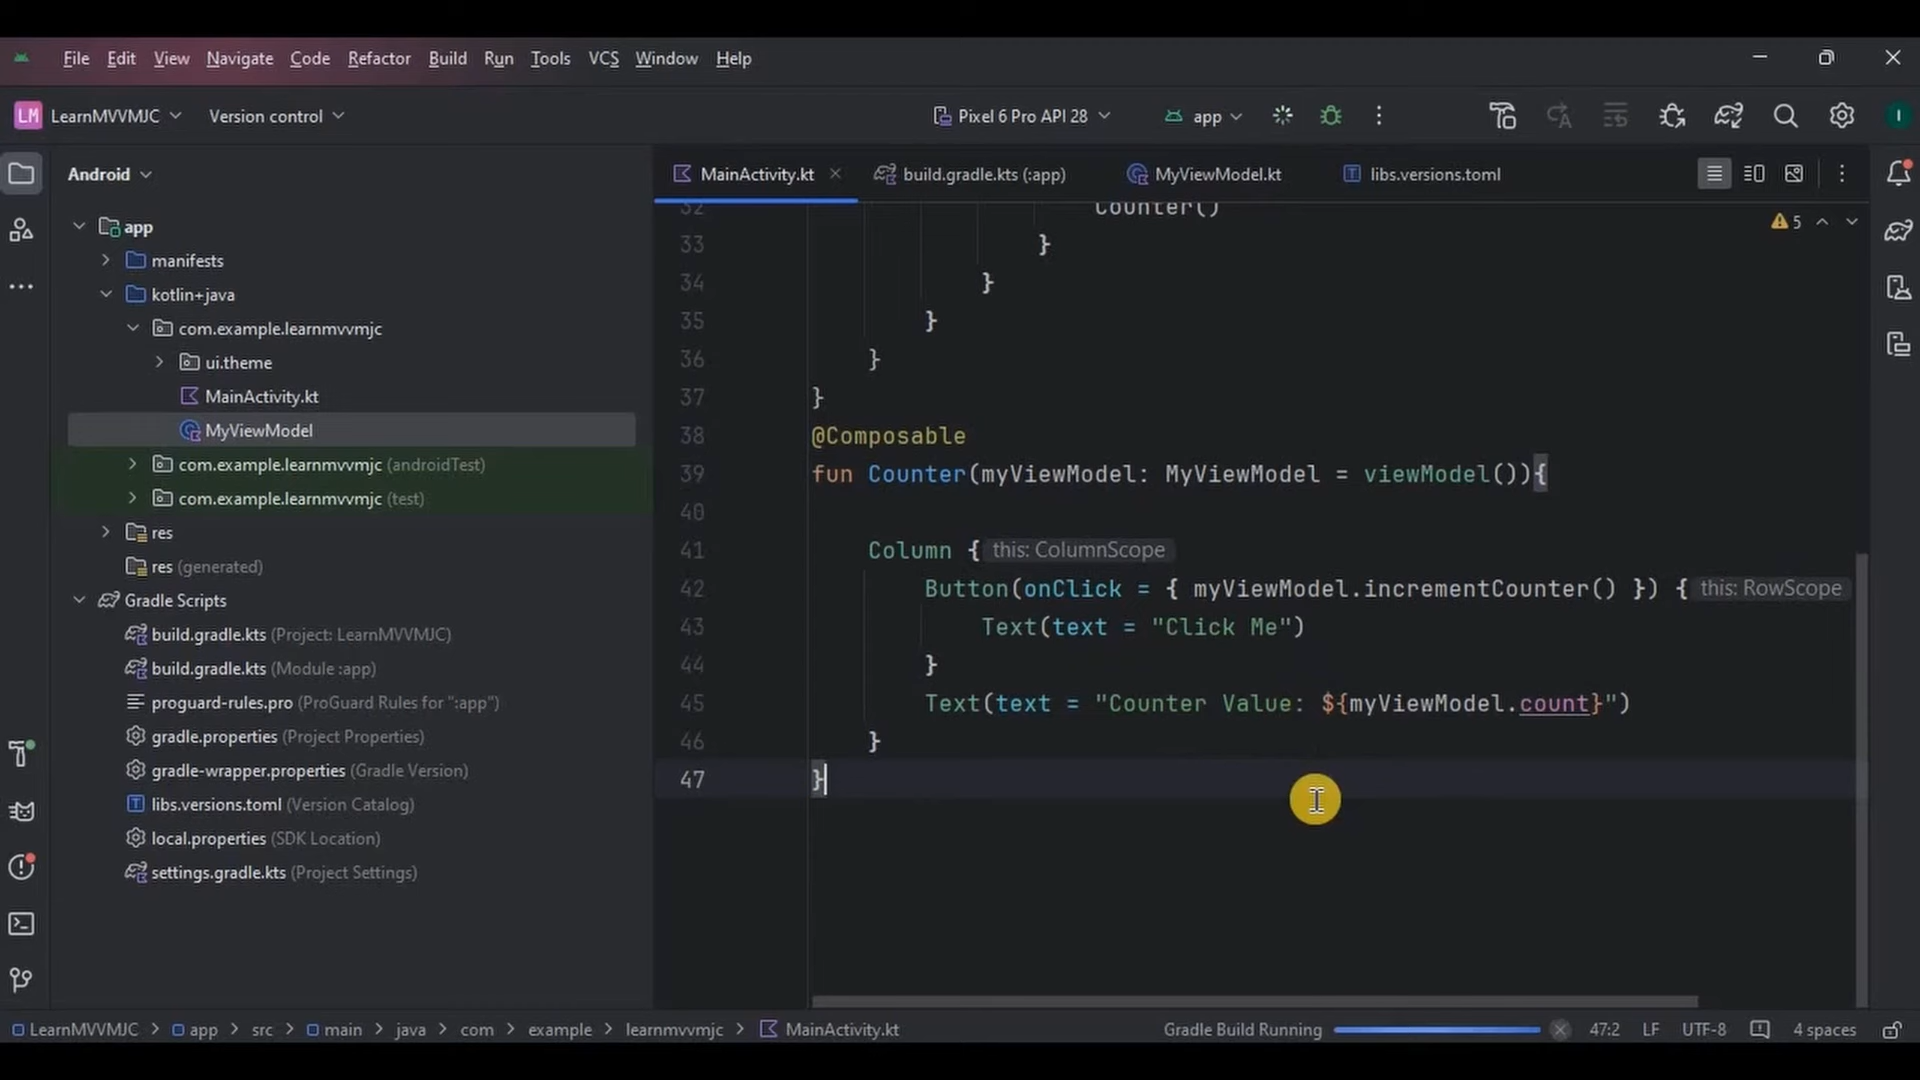 File Edit View Navigate Code Refactor Build Run Tools VCS Window Help
LM LearnMVVMJC Version control Pixel 6 Pro API 28 app I
Android
app
manifests
kotlin+java
com.example.learnmvvmjc
ui.theme
MainActivity.kt
MyViewModel
com.example.learnmvvmjc (androidTest)
com.example.learnmvvmjc (test)
res
res (generated)
Gradle Scripts
build.gradle.kts (Project: LearnMVVMJC)
build.gradle.kts (Module :app)
proguard-rules.pro (ProGuard Rules for ":app")
gradle.properties (Project Properties)
gradle-wrapper.properties (Gradle Version)
libs.versions.toml (Version Catalog)
local.properties (SDK Location)
settings.gradle.kts (Project Settings)
MainActivity.kt build.gradle.kts (:app) MyViewModel.kt libs.versions.toml
5
32 Counter()
33 }
34 }
35 }
36 }
37 }
38 @Composable
39 fun Counter(myViewModel: MyViewModel = viewModel()){
40
41 Column { this: ColumnScope
42 Button(onClick = { myViewModel.incrementCounter() }) { this: RowScope
43 Text(text = "Click Me")
44 }
45 Text(text = "Counter Value: ${myViewModel.count}")
46 }
47 }
LearnMVVMJC > app > src > main > java > com > example > learnmvvmjc > MainActivity.kt Gradle Build Running 47:2 LF UTF-8 4 spaces